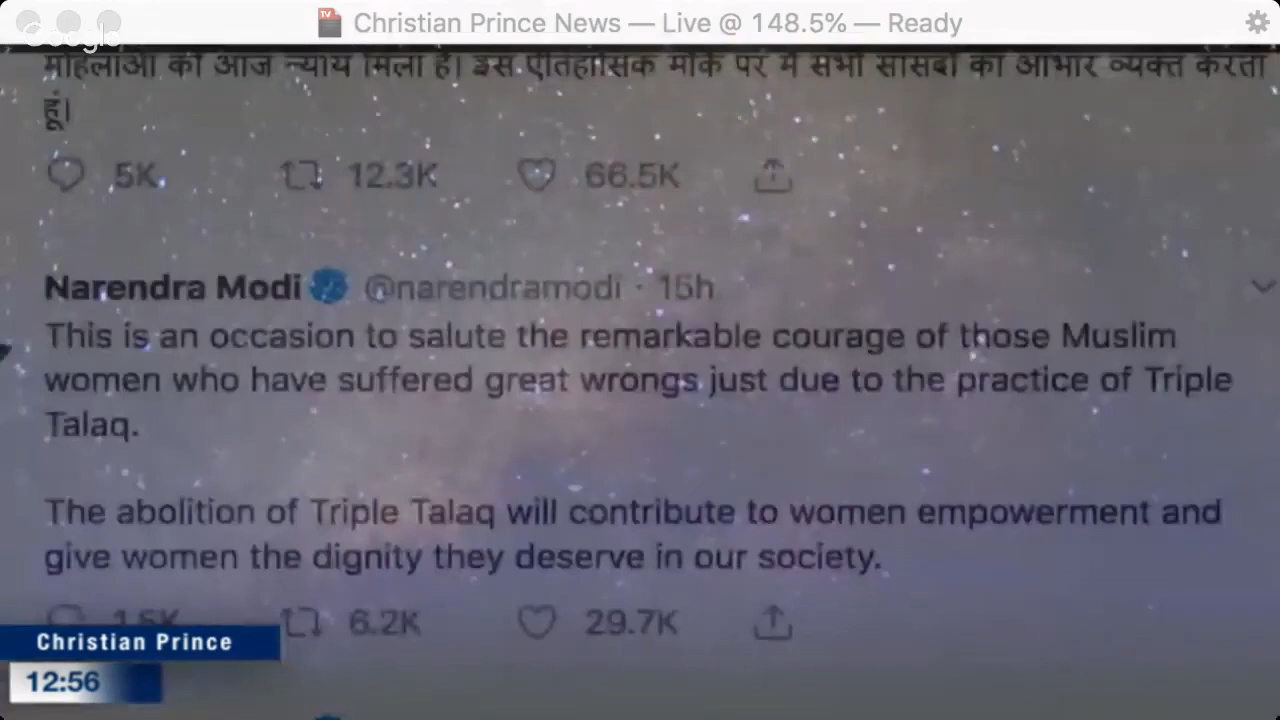 Christian Prince News — Live @ 148.5% — Ready
Google
महिलाओं को आज न्याय मिला है। इस ऐतिहासिक मौके पर मैं सभी सांसदों का आभार व्यक्त करता
हूं।
5K 12.3K 66.5K
Narendra Modi @narendramodi · 15h
This is an occasion to salute the remarkable courage of those Muslim
women who have suffered great wrongs just due to the practice of Triple
Talaq.
The abolition of Triple Talaq will contribute to women empowerment and
give women the dignity they deserve in our society.
1.5K 6.2K 29.7K
Christian Prince
12:56